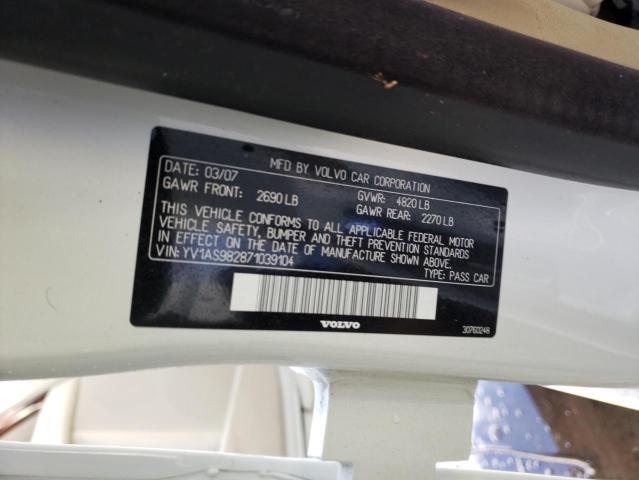 MFD BY VOLVO CAR CORPORATION
DATE: 03/07 GVWR: 4820 LB
GAWR FRONT: 2690 LB GAWR REAR: 2270 LB
THIS VEHICLE CONFORMS TO ALL APPLICABLE FEDERAL MOTOR
VEHICLE SAFETY, BUMPER AND THEFT PREVENTION STANDARDS
IN EFFECT ON THE DATE OF MANUFACTURE SHOWN ABOVE.
VIN: YV1AS982871039104 TYPE: PASS CAR
VOLVO 30760248